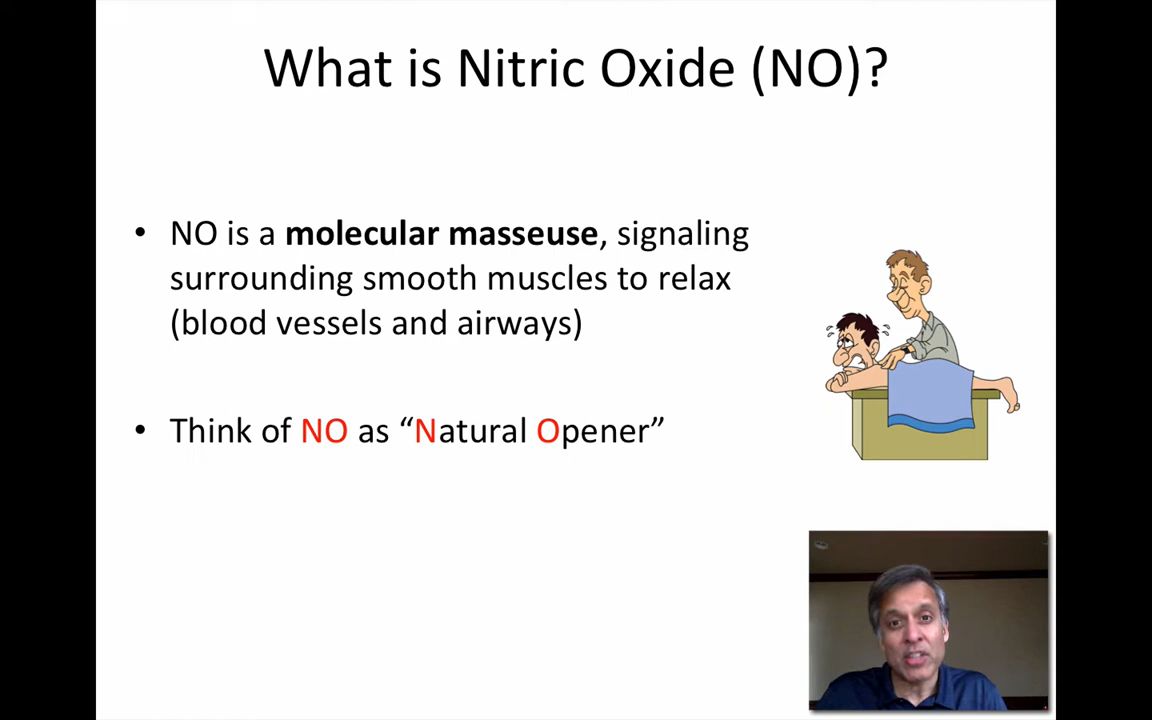 What is Nitric Oxide (NO)?
• NO is a molecular masseuse, signaling
surrounding smooth muscles to relax
(blood vessels and airways)
• Think of NO as “Natural Opener”